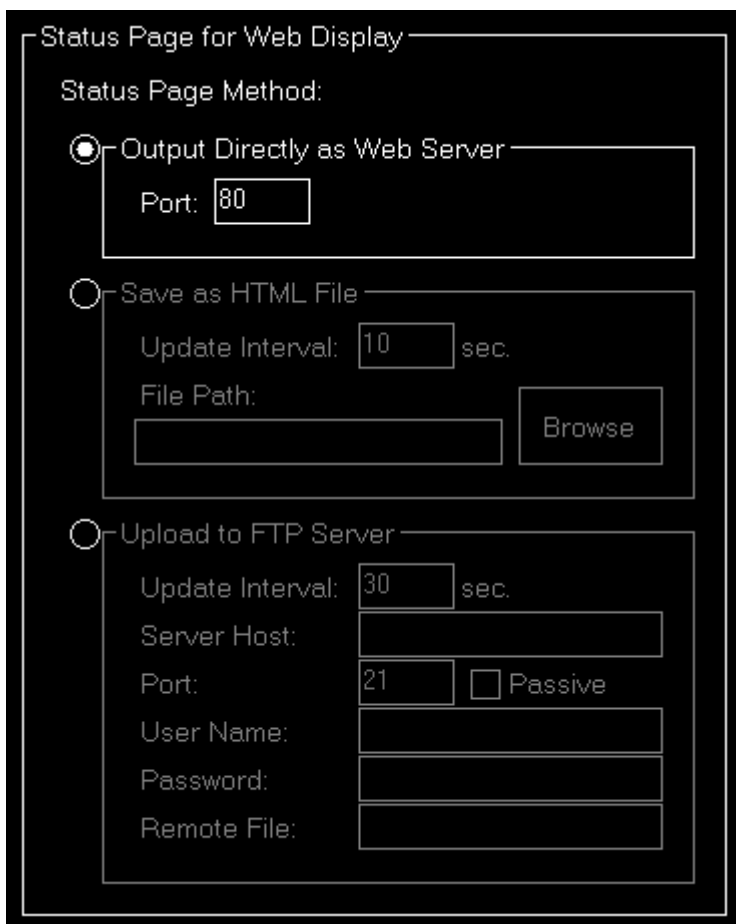 Status Page for Web Display
Status Page Method:
Output Directly as Web Server
Port: 80
Save as HTML File
Update Interval: 10 sec.
File Path:
Browse
Upload to FTP Server
Update Interval: 30 sec.
Server Host:
Port: 21 Passive
User Name:
Password:
Remote File: